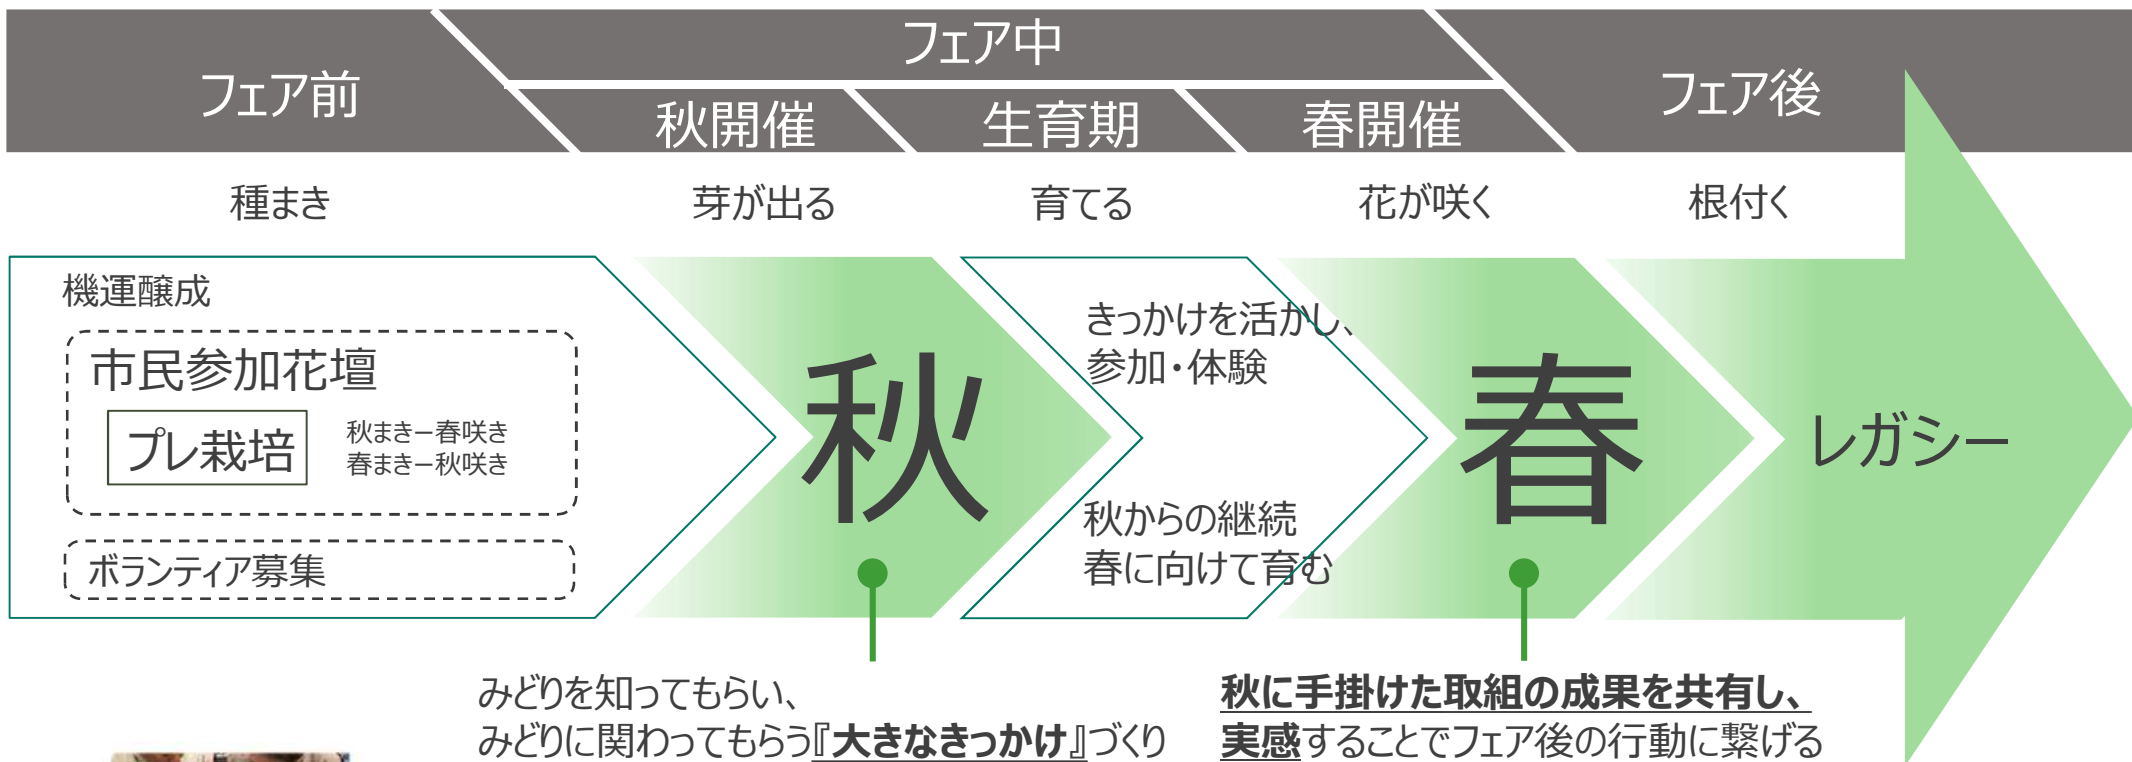 フェア前
フェア中
フェア後
秋開催
生育期
春開催
種まき
芽が出る
育てる
花が咲く
根付く
機運醸成
市民参加花壇
プレ栽培
秋まき−春咲き
春まき−秋咲き
ボランティア募集
秋
きっかけを活かし、
参加・体験
秋からの継続
春に向けて育む
春
レガシー
みどりを知ってもらい、
みどりに関わってもらう『大きなきっかけ』づくり
秋に手掛けた取組の成果を共有し、
実感することでフェア後の行動に繋げる